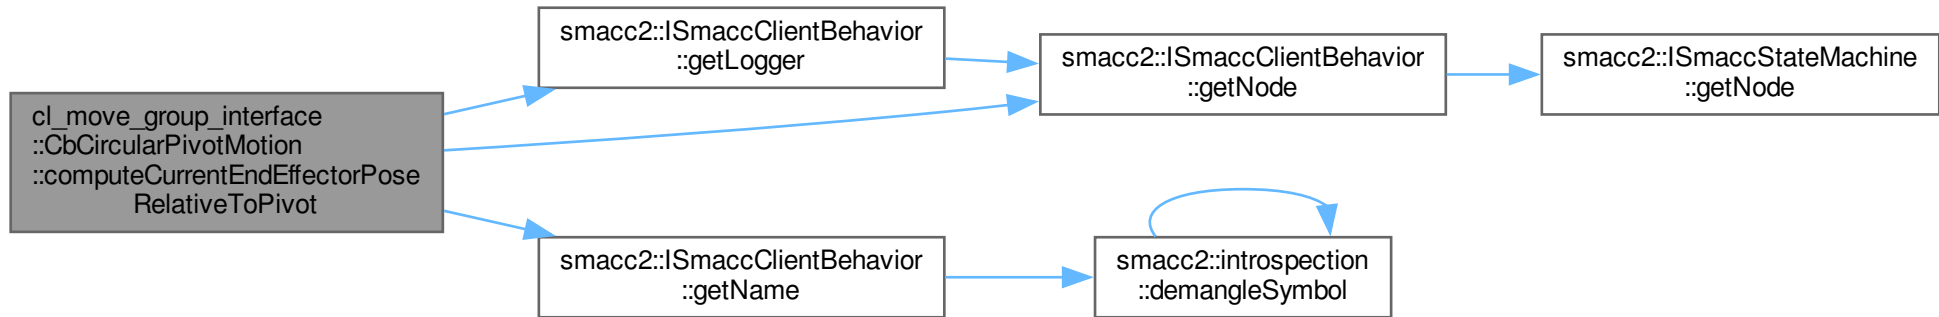 cl_move_group_interface
::CbCircularPivotMotion
::computeCurrentEndEffectorPose
RelativeToPivot
smacc2::ISmaccClientBehavior
::getLogger
smacc2::ISmaccClientBehavior
::getNode
smacc2::ISmaccStateMachine
::getNode
smacc2::ISmaccClientBehavior
::getName
smacc2::introspection
::demangleSymbol